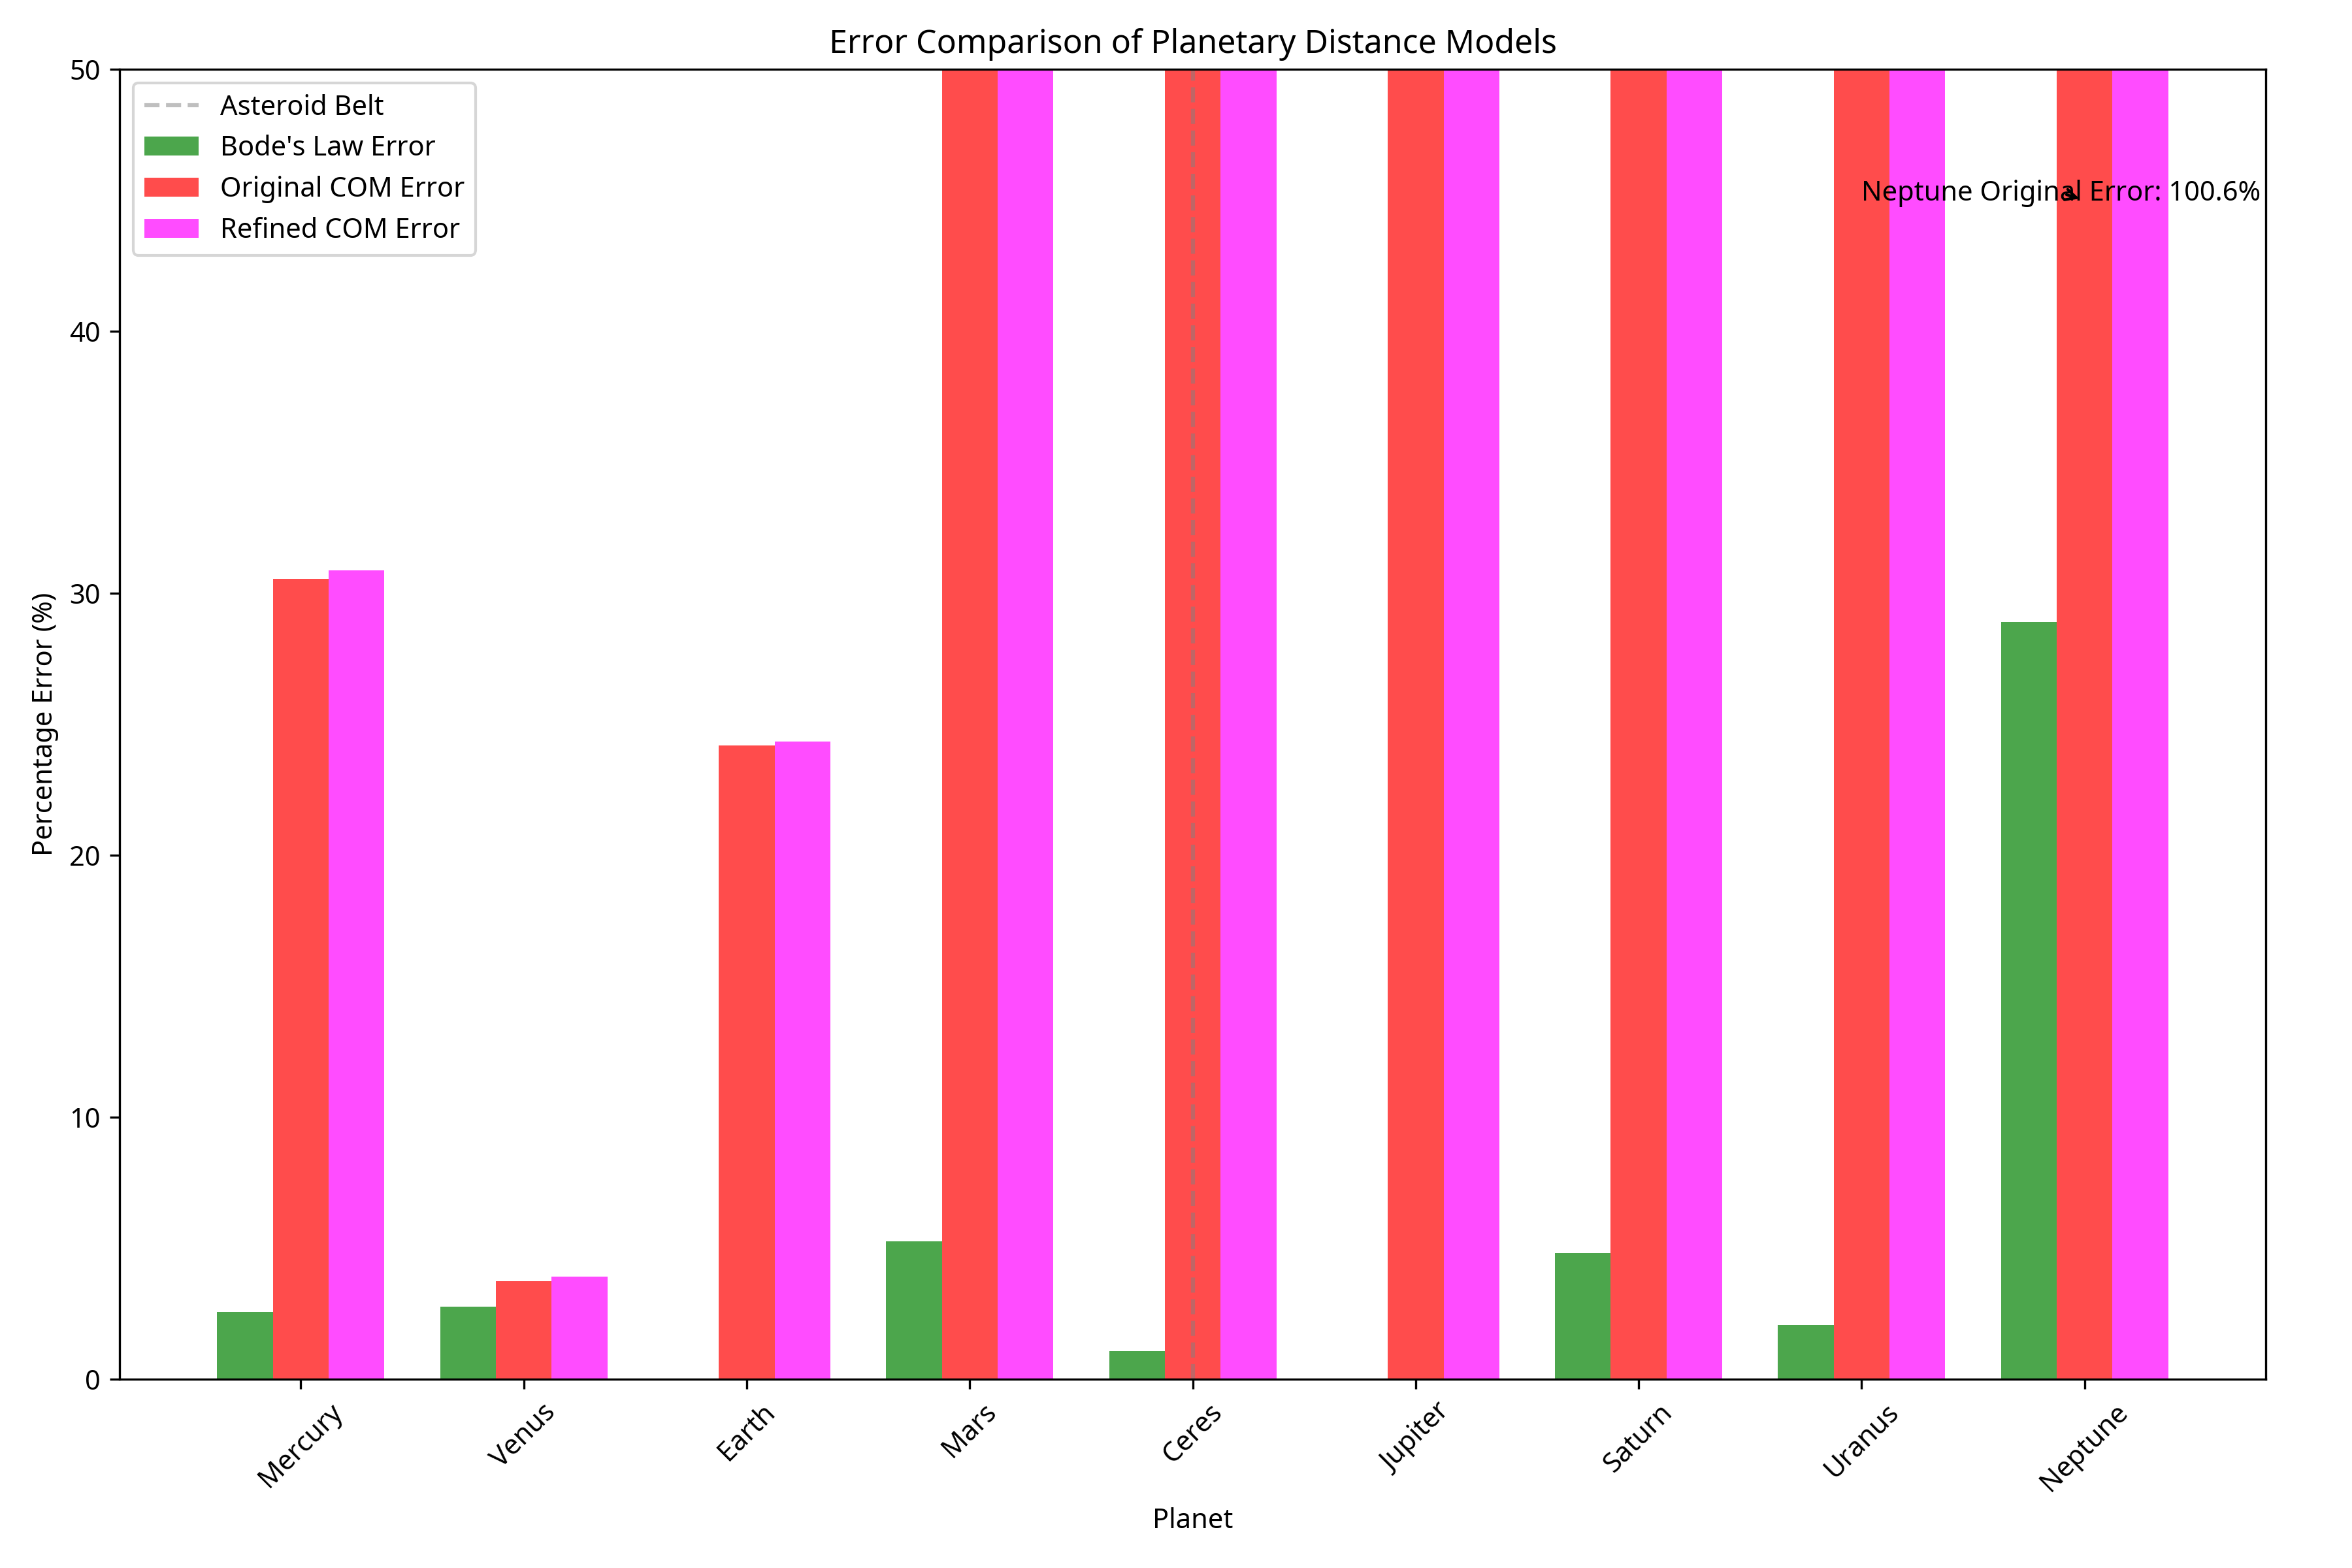 Error Comparison of Planetary Distance Models
50
40
30
20
10
0
Percentage Error (%)
Asteroid Belt
Bode's Law Error
Original COM Error
Refined COM Error
Neptune Original Error: 100.6%
Mercury
Venus
Earth
Mars
Ceres
Jupiter
Saturn
Uranus
Neptune
Planet